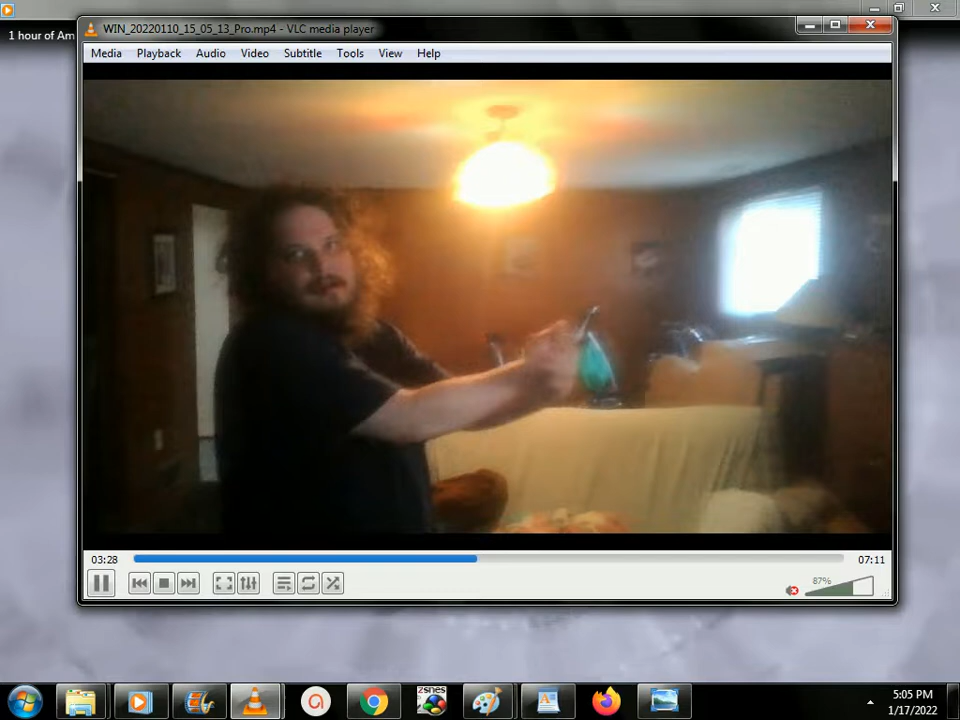 1 hour of Am
WIN_20220110_15_05_13_Pro.mp4 - VLC media player
Media Playback Audio Video Subtitle Tools View Help
03:28
07:11
87%
ZSNES
5:05 PM
1/17/2022